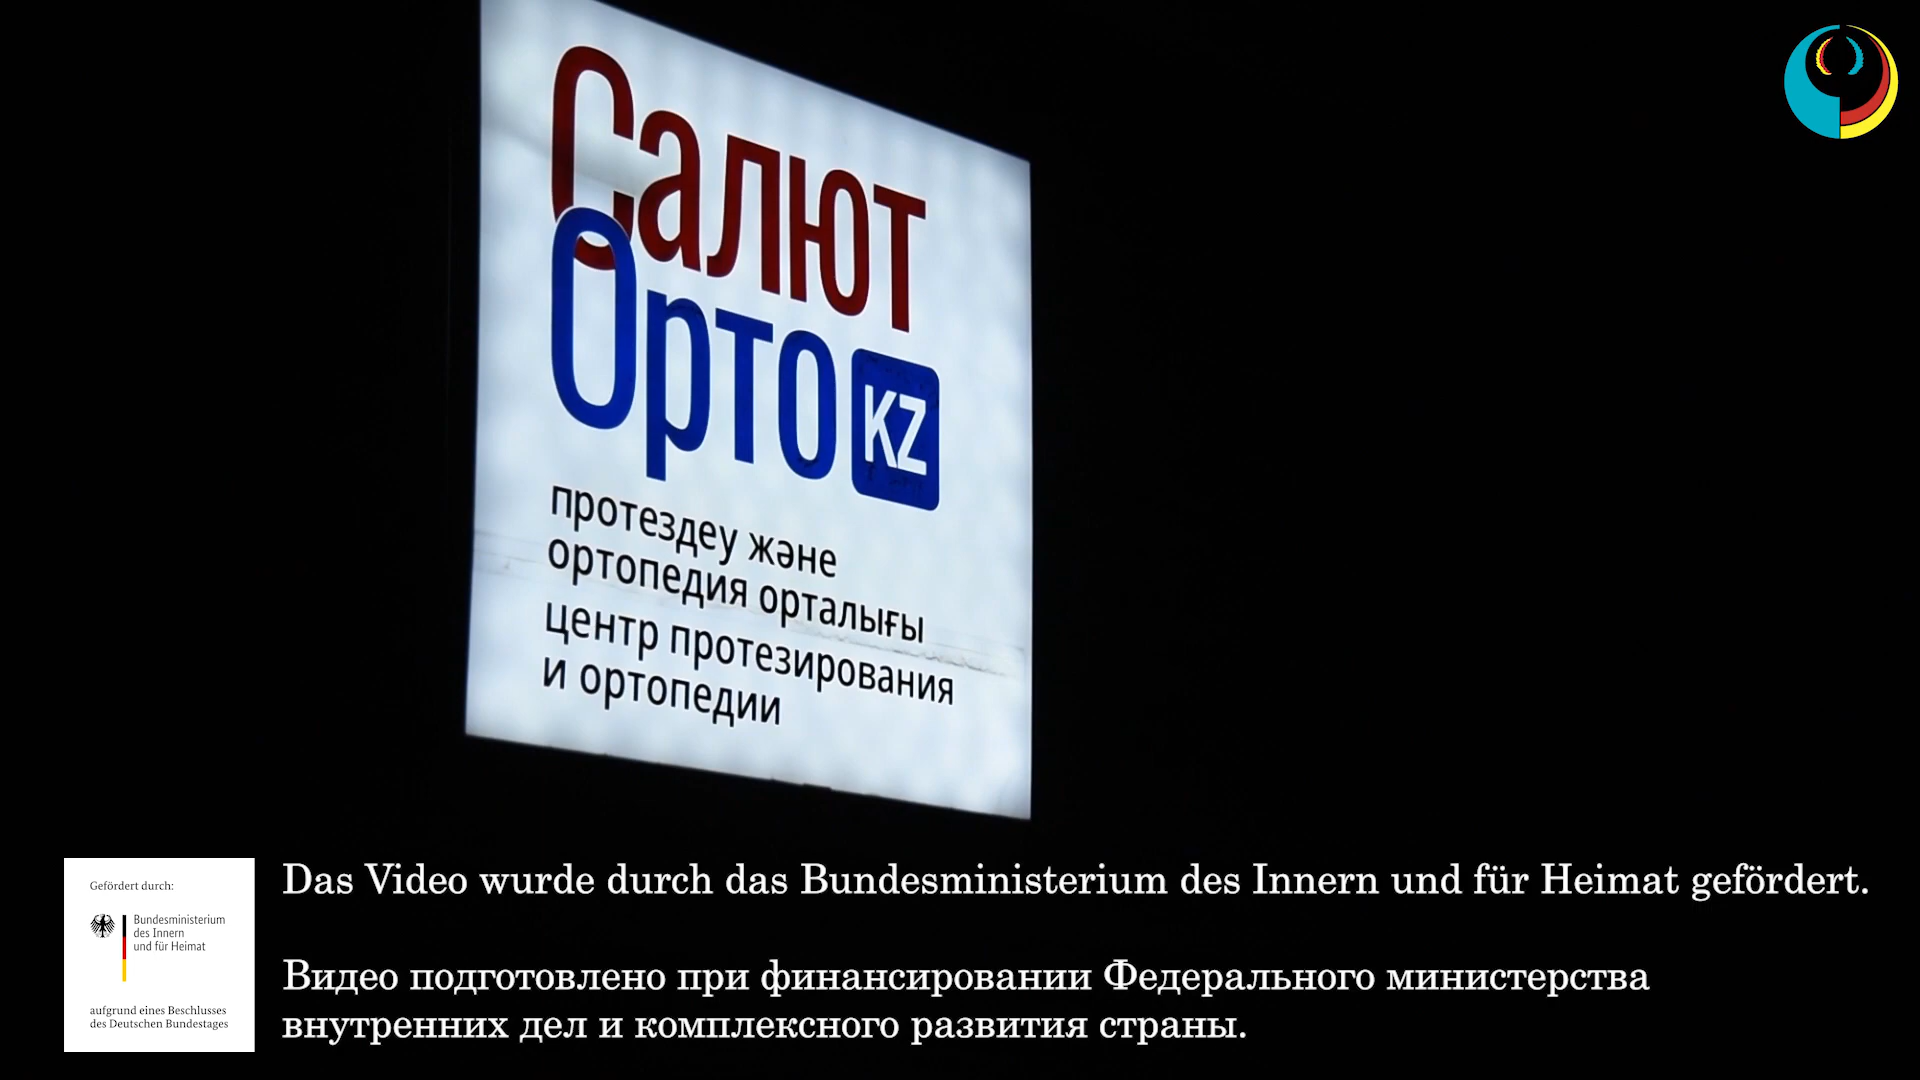 Салют
Орто KZ
протездеу және
ортопедия орталығы
центр протезирования
и ортопедии
Gefördert durch:
Bundesministerium
des Innern
und für Heimat
aufgrund eines Beschlusses
des Deutschen Bundestages
Das Video wurde durch das Bundesministerium des Innern und für Heimat gefördert.
Видео подготовлено при финансировании Федерального министерства
внутренних дел и комплексного развития страны.